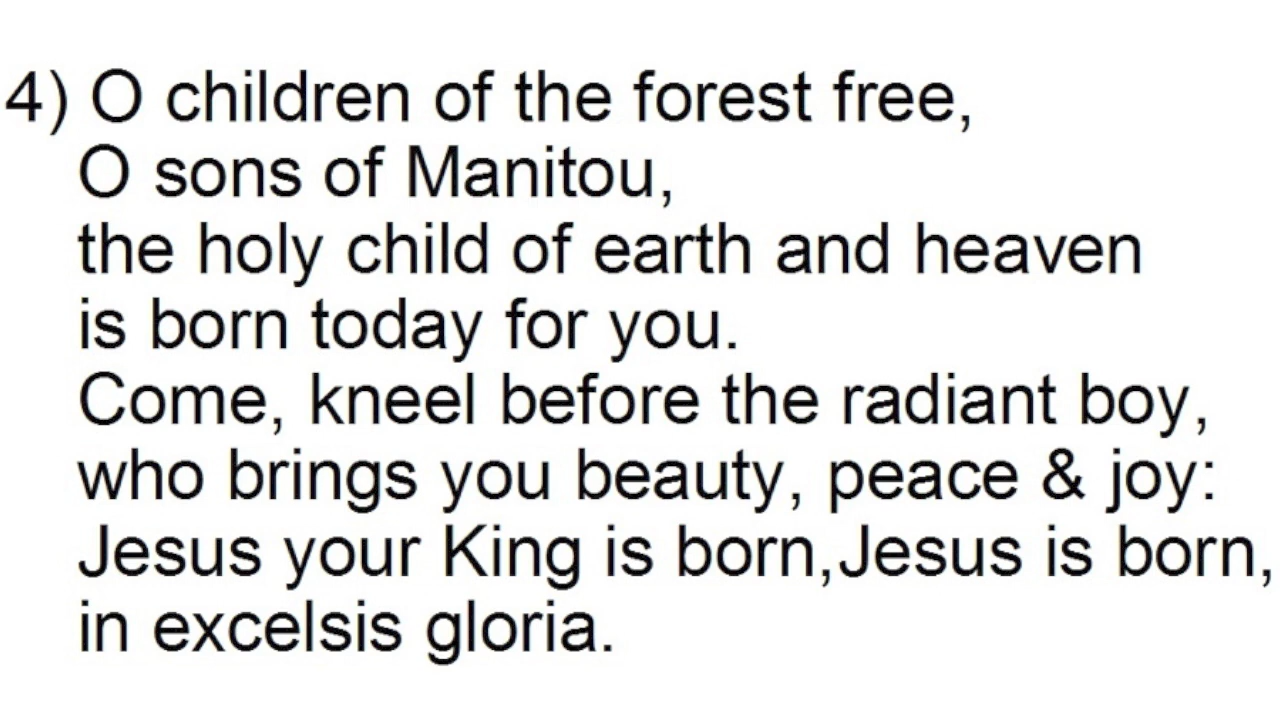 4) O children of the forest free,
O sons of Manitou,
the holy child of earth and heaven
is born today for you.
Come, kneel before the radiant boy,
who brings you beauty, peace & joy:
Jesus your King is born,Jesus is born,
in excelsis gloria.